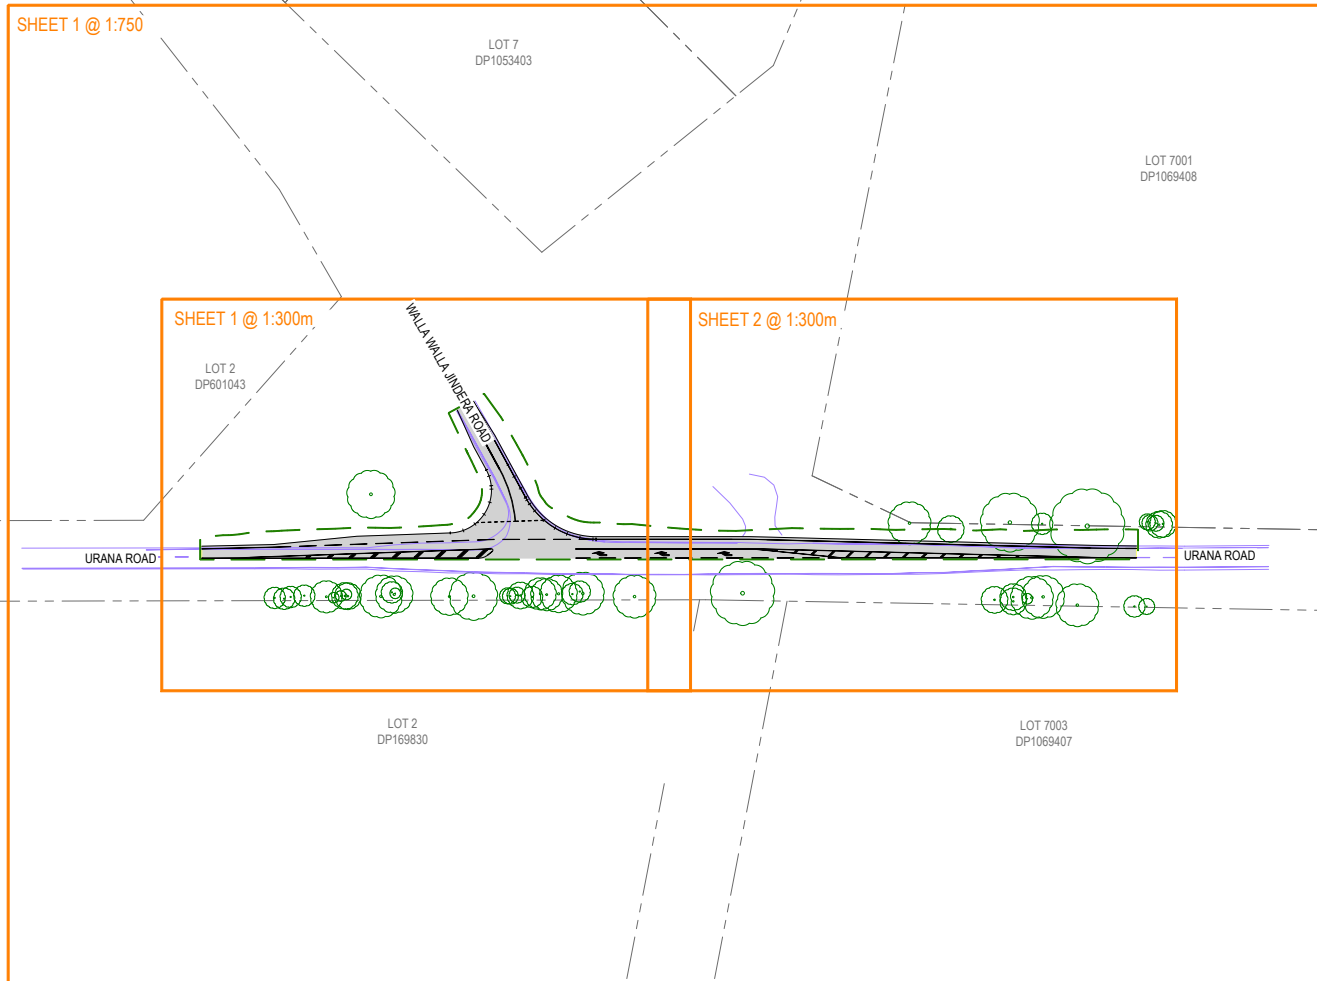 SHEET 1 @ 1:750
LOT 7
DP1053403
LOT 7001
DP1069408
SHEET 1 @ 1:300m
SHEET 2 @ 1:300m
LOT 2
DP601043
WALLA WALLA JINDERA ROAD
URANA ROAD
URANA ROAD
LOT 2
DP169830
LOT 7003
DP1069407